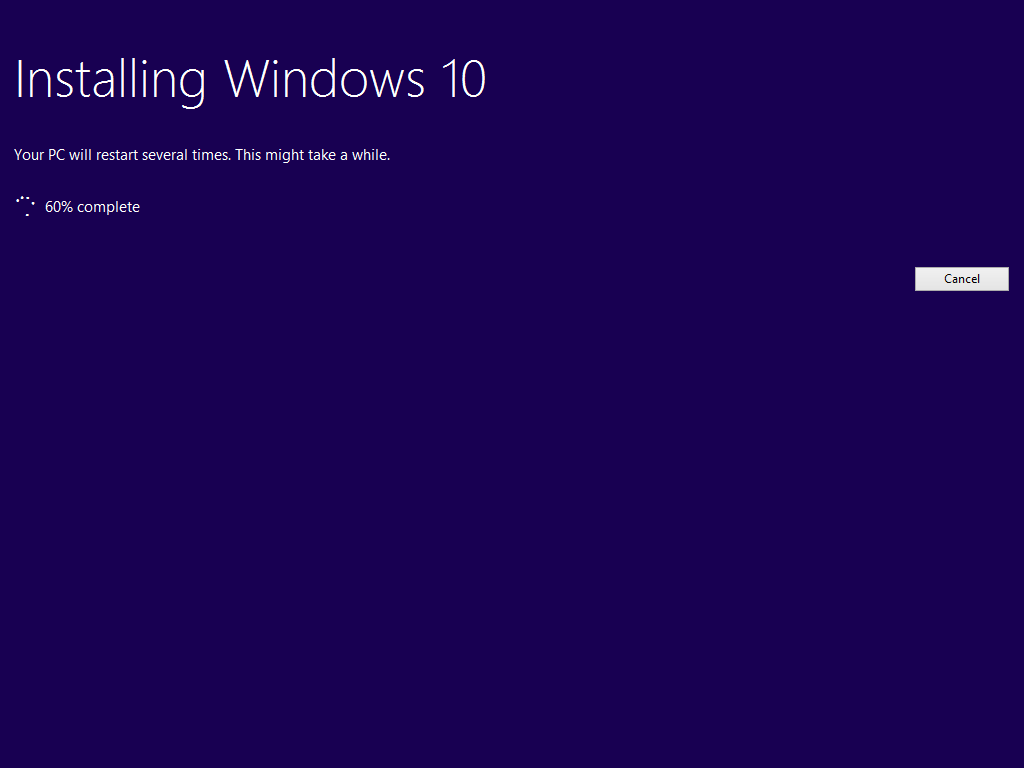 Installing Windows 10
Your PC will restart several times. This might take a while.
60% complete
Cancel